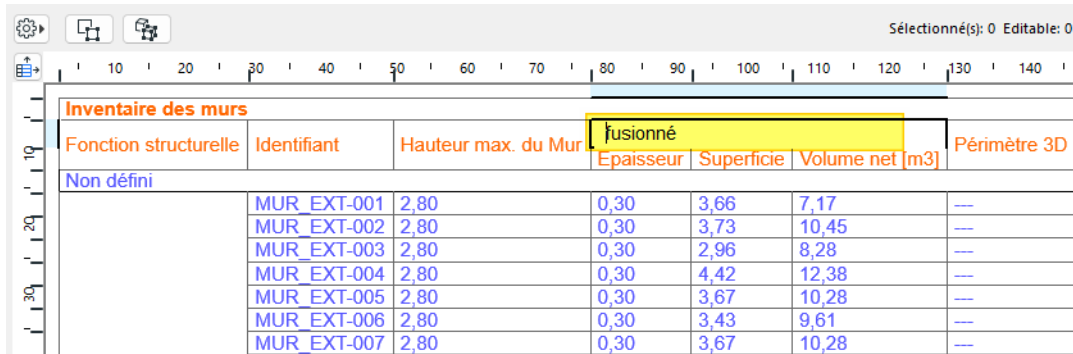 Sélectionné(s): 0 Editable: 0
10 20 30 40 50 60 70 80 90 100 110 120 130 140
Inventaire des murs
fusionné
Fonction structurelle Identifiant Hauteur max. du Mur Epaisseur Superficie Volume net [m3] Périmètre 3D
10
Non défini
MUR_EXT-001 2,80 0,30 3,66 7,17 ---
20
MUR_EXT-002 2,80 0,30 3,73 10,45 ---
MUR_EXT-003 2,80 0,30 2,96 8,28 ---
MUR_EXT-004 2,80 0,30 4,42 12,38 ---
30
MUR_EXT-005 2,80 0,30 3,67 10,28 ---
MUR_EXT-006 2,80 0,30 3,43 9,61 ---
MUR_EXT-007 2,80 0,30 3,67 10,28 ---